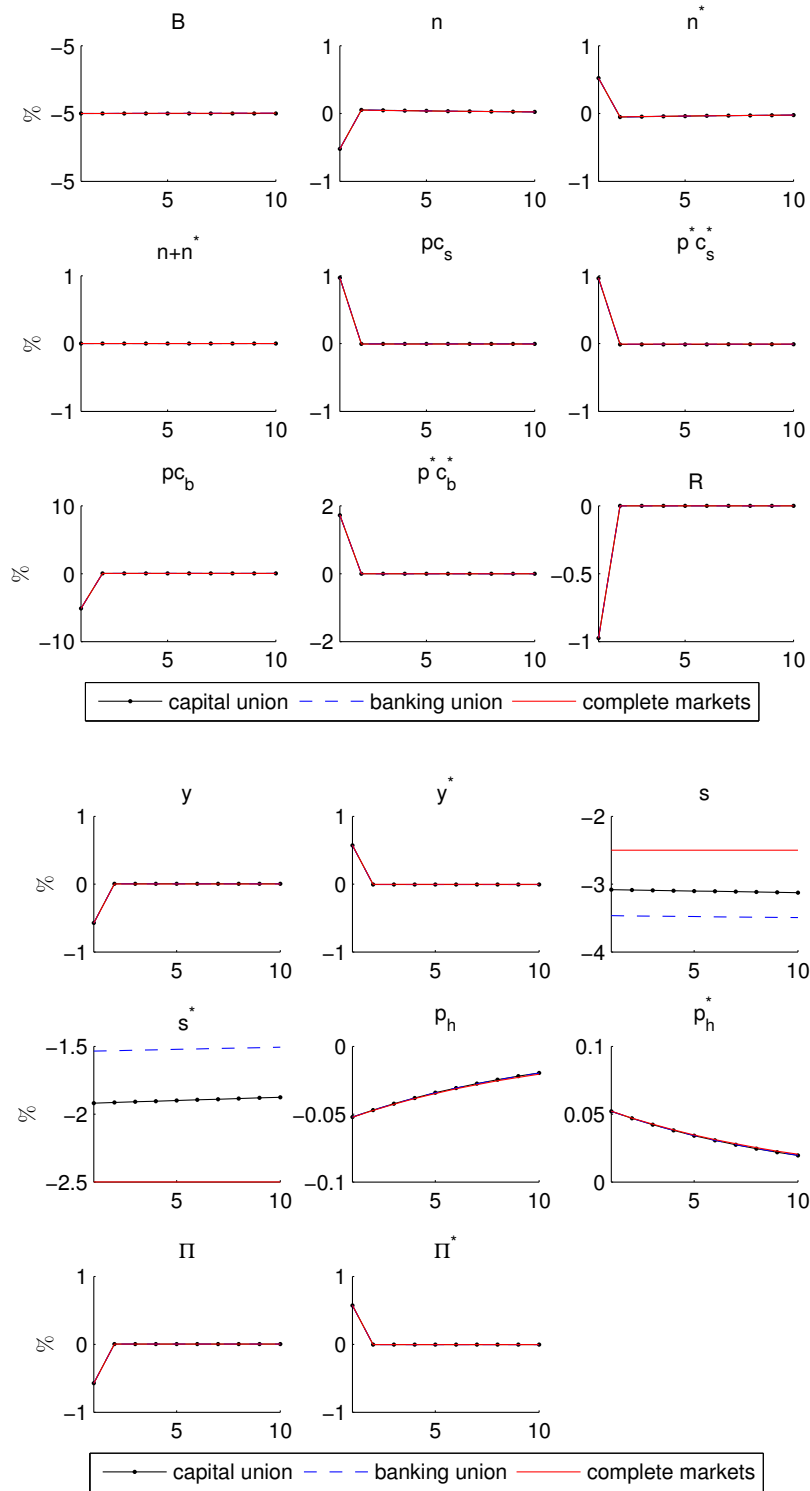 B n n*
-5 1 1
% -5 0 0
-5 -1 -1
5 10 5 10 5 10
n+n* pc_s p*c*_s
1 1 1
% 0 0 0
-1 -1 -1
5 10 5 10 5 10
pc_b p*c*_b R
10 2 0
% 0 0 -0.5
-10 -2 -1
5 10 5 10 5 10
capital union banking union complete markets
y y* s
1 1 -2
% 0 0 -3
-1 -1 -4
5 10 5 10 5 10
s* p_h p*_h
-1.5 0 0.1
% -2 -0.05 0.05
-2.5 -0.1 0
5 10 5 10 5 10
Π Π*
1 1
% 0 0
-1 -1
5 10 5 10
capital union banking union complete markets